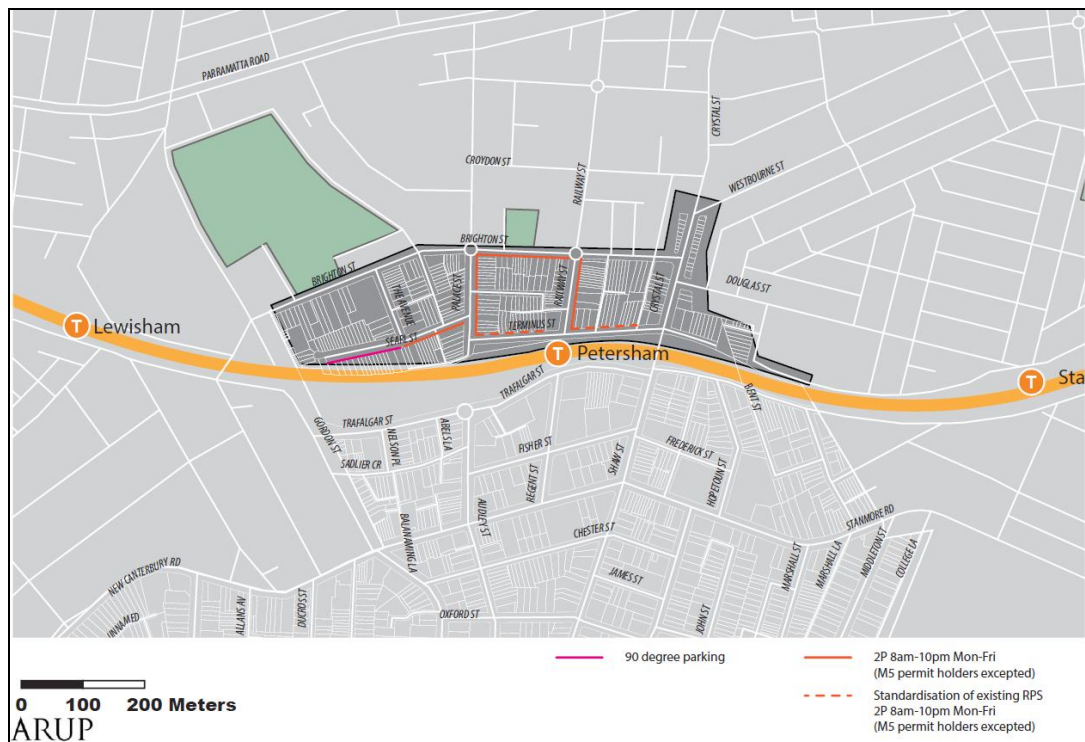 PARRAMATTA ROAD
CRYSTAL ST
CROYDON ST
RAILWAY ST
WESTBOURNE ST
BRIGHTON ST
BRIGHTON ST
THE AVENUE
PALACE ST
RAILWAY ST
CRYSTAL ST
DOUGLAS ST
TERMINUS ST
SEARL ST
T Lewisham
T Petersham
T Sta
TRAFALGAR ST
BENT ST
TRAFALGAR ST
GORDON ST
NELSON PL
ABELS LA
SADLIER CR
FISHER ST
REGENT ST
SHAW ST
FREDERICK ST
HOPETOUN ST
BALANAMING LA
AUDLEY ST
CHESTER ST
STANMORE RD
NEW CANTERBURY RD
JAMES ST
MARSHALL ST
MARSHALL LA
MIDDLETON ST
COLLEGE LA
UNNAMED
ALLANS AV
DUCROS ST
OXFORD ST
JOHN ST
90 degree parking
2P 8am-10pm Mon-Fri
(M5 permit holders excepted)
Standardisation of existing RPS
2P 8am-10pm Mon-Fri
(M5 permit holders excepted)
0 100 200 Meters
ARUP